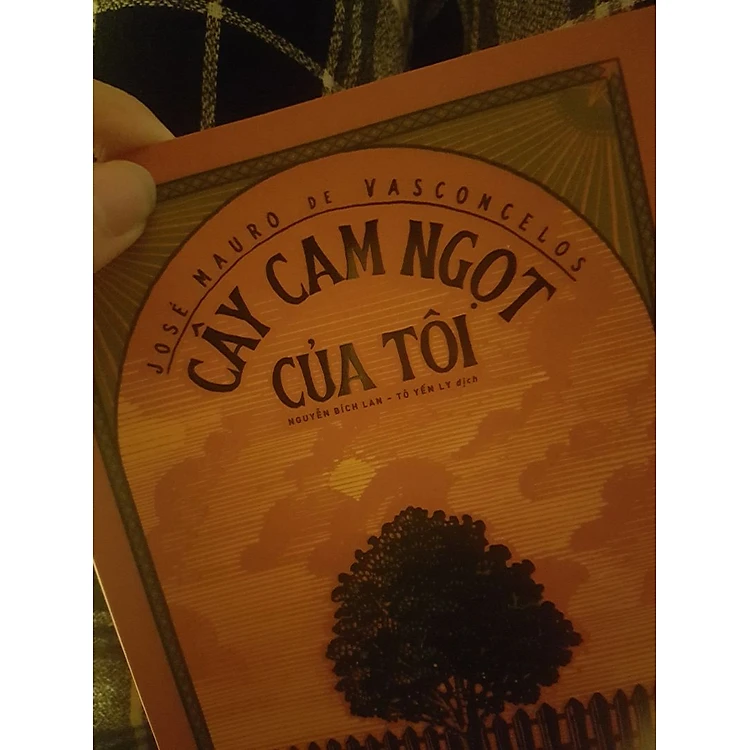 JOSÉ MAURO DE VASCONCELOS
CÂY CAM NGỌT
CỦA TÔI
NGUYỄN BÍCH LAN - TÔ YẾN LY dịch